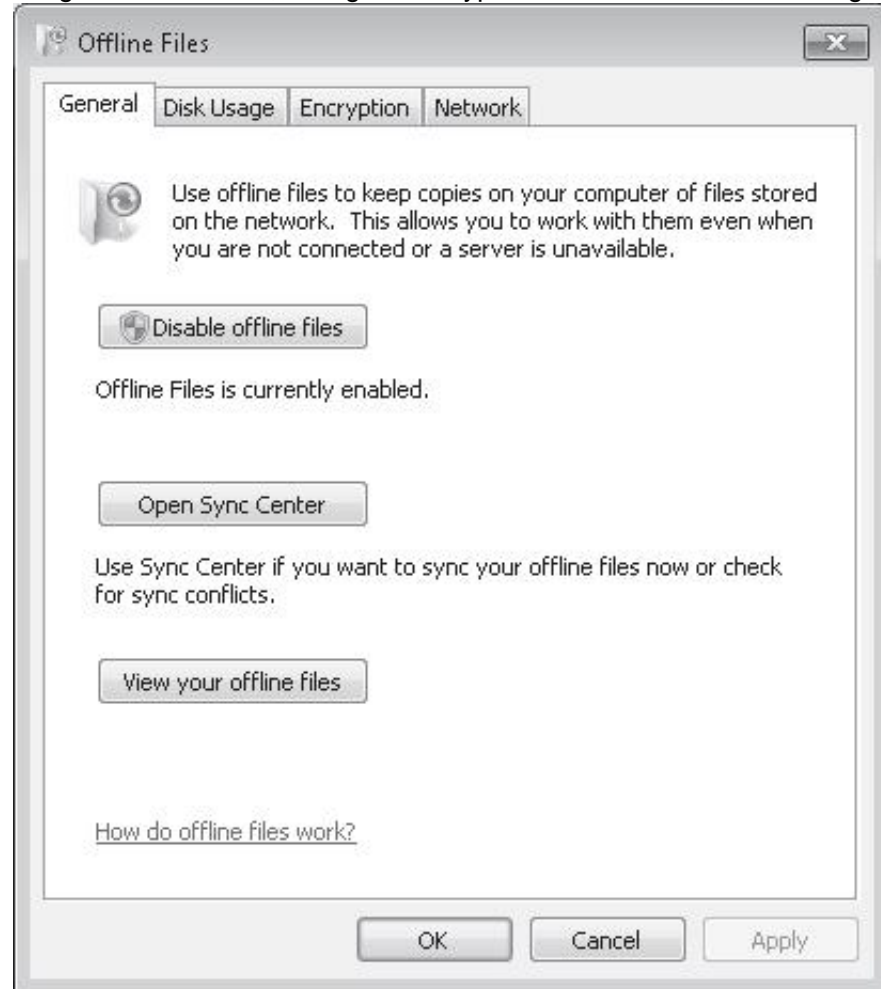 Offline Files
General
Disk Usage
Encryption
Network
Use offline files to keep copies on your computer of files stored
on the network. This allows you to work with them even when
you are not connected or a server is unavailable.
Disable offline files
Offline Files is currently enabled.
Open Sync Center
Use Sync Center if you want to sync your offline files now or check
for sync conflicts.
View your offline files
How do offline files work?
OK
Cancel
Apply